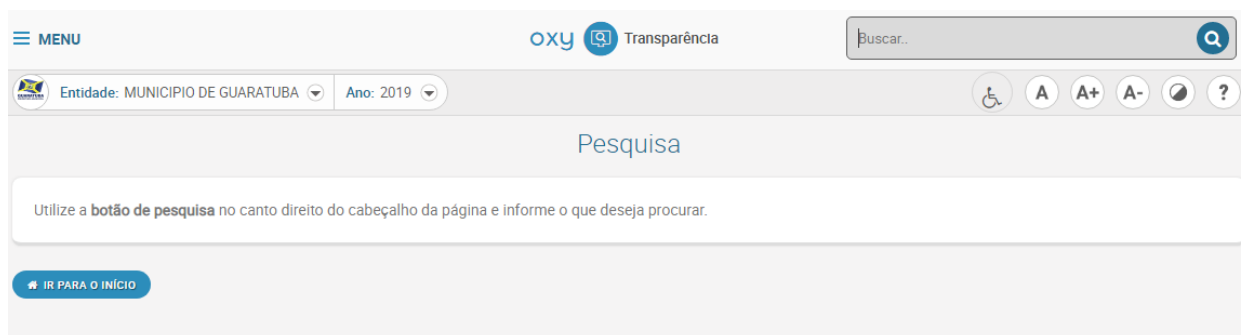 MENU
oxy Transparência
Buscar..
Entidade: MUNICIPIO DE GUARATUBA
Ano: 2019
A A+ A- ?
Pesquisa
Utilize a botão de pesquisa no canto direito do cabeçalho da página e informe o que deseja procurar.
IR PARA O INÍCIO